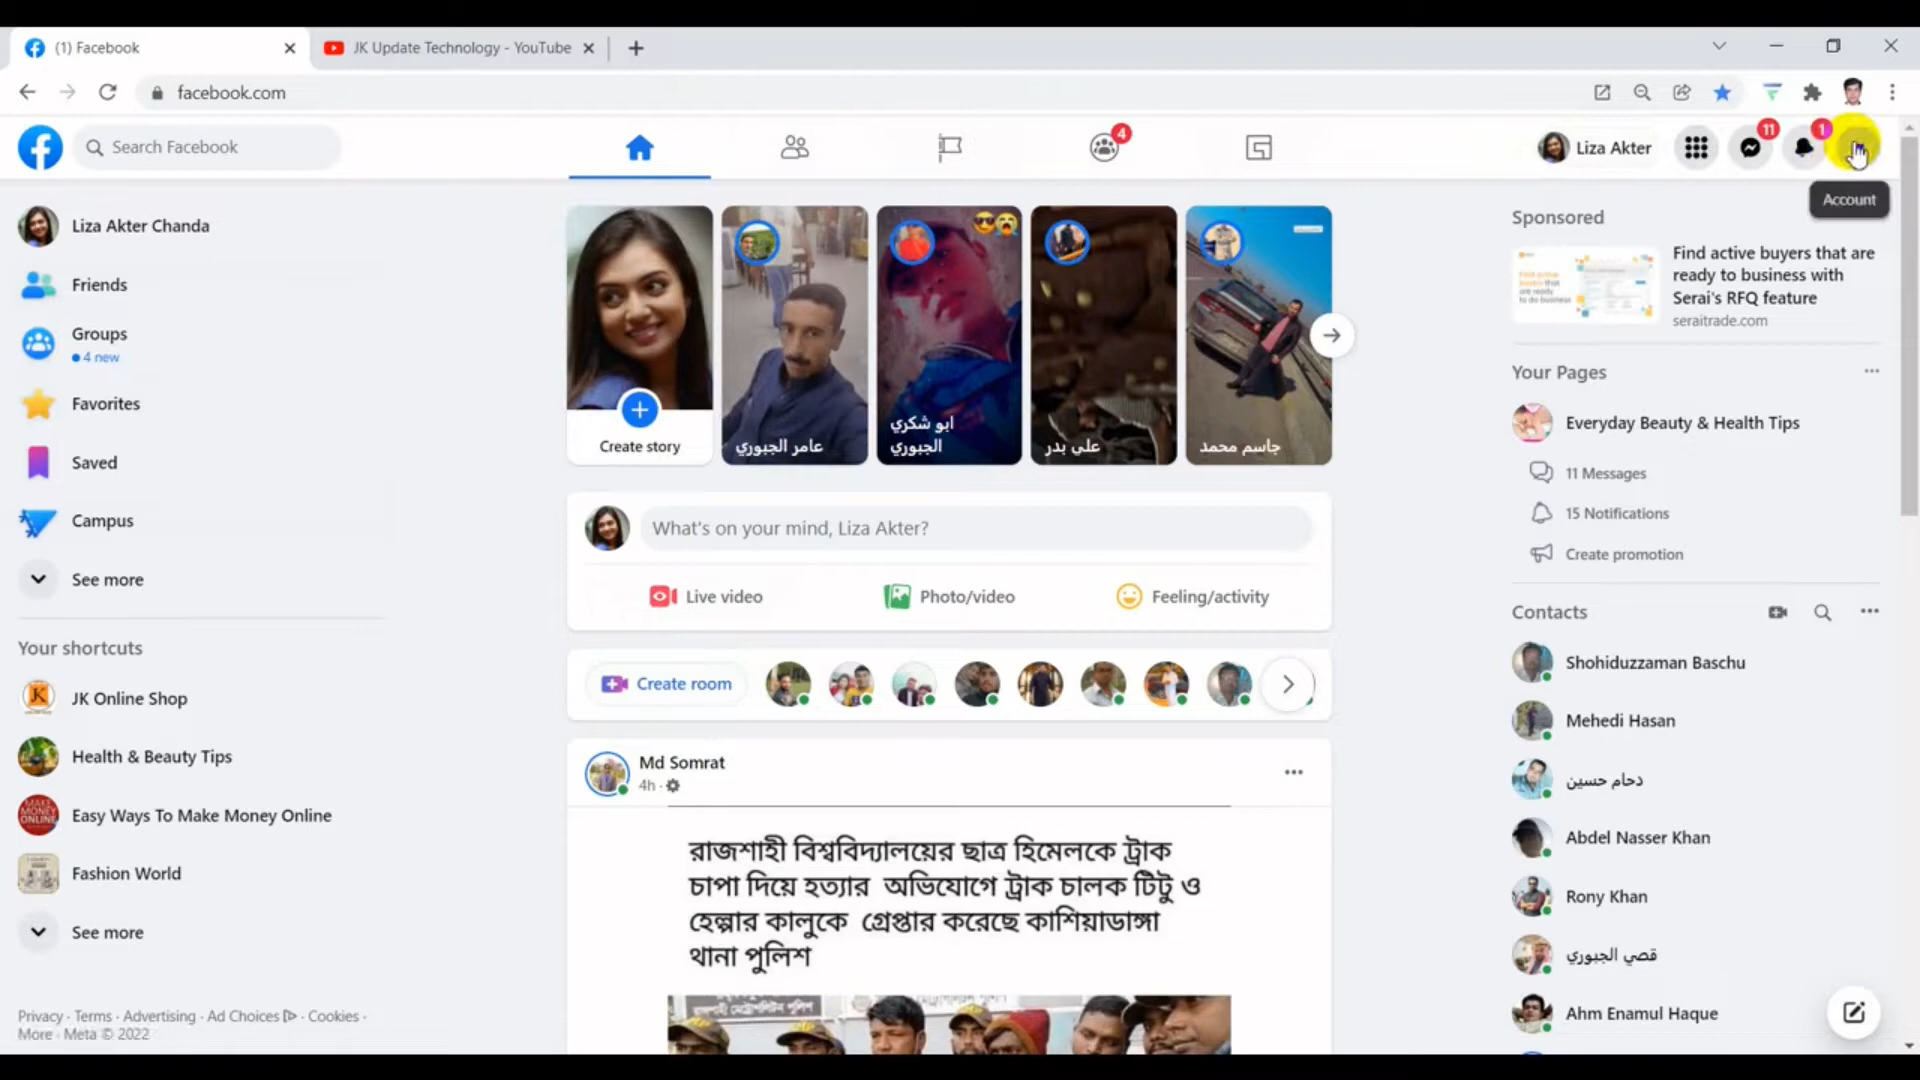 (1) Facebook
JK Update Technology - YouTube
facebook.com
Search Facebook
4
Liza Akter
11
1
Account
Liza Akter Chanda
Friends
Groups
4 new
Favorites
Saved
Campus
See more
Your shortcuts
JK Online Shop
Health & Beauty Tips
MAKE
MONEY
ONLINE
Easy Ways To Make Money Online
Fashion World
See more
Privacy · Terms · Advertising · Ad Choices · Cookies ·
More · Meta © 2022
Create story
عامر الجبوري
ابو شكري
الجبوري
علي بدر
جاسم محمد
What's on your mind, Liza Akter?
Live video
Photo/video
Feeling/activity
Create room
Md Somrat
4h ·
রাজশাহী বিশ্ববিদ্যালয়ের ছাত্র হিমেলকে ট্রাক
চাপা দিয়ে হত্যার অভিযোগে ট্রাক চালক টিটু ও
হেল্পার কালুকে গ্রেপ্তার করেছে কাশিয়াডাঙ্গা
থানা পুলিশ
Sponsored
Find active buyers that are
ready to business with
Serai's RFQ feature
seraitrade.com
Your Pages
Everyday Beauty & Health Tips
11 Messages
15 Notifications
Create promotion
Contacts
Shohiduzzaman Baschu
Mehedi Hasan
دحام حسين
Abdel Nasser Khan
Rony Khan
قصي الجبوري
Ahm Enamul Haque